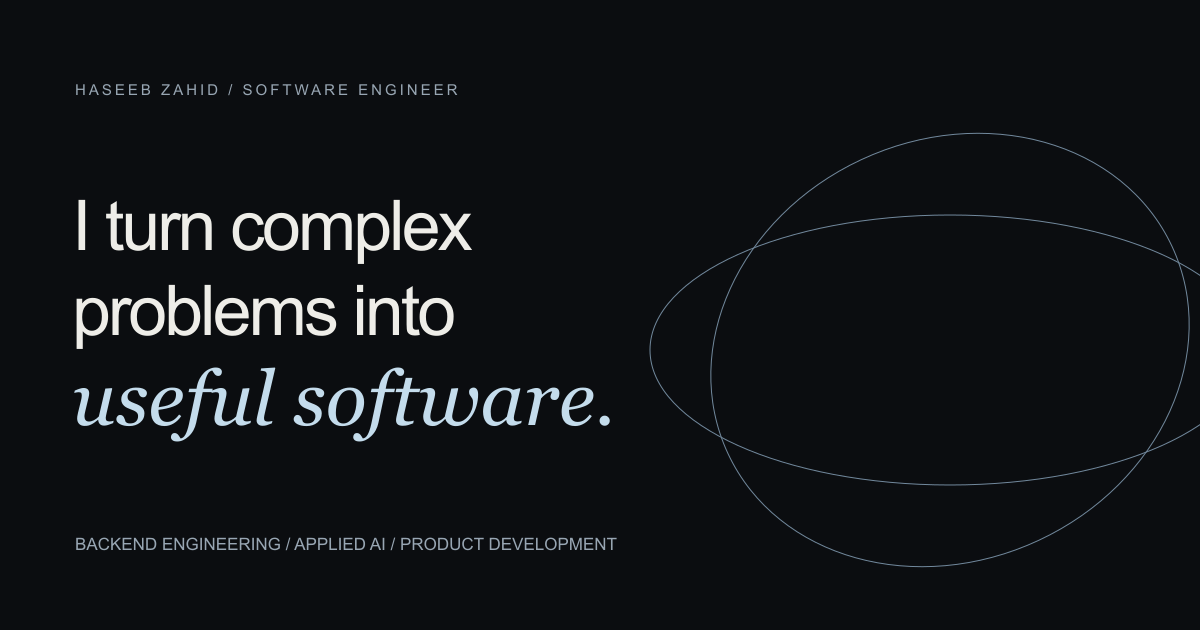 HASEEB ZAHID / SOFTWARE ENGINEER
I turn complex
problems into
useful software.
BACKEND ENGINEERING / APPLIED AI / PRODUCT DEVELOPMENT